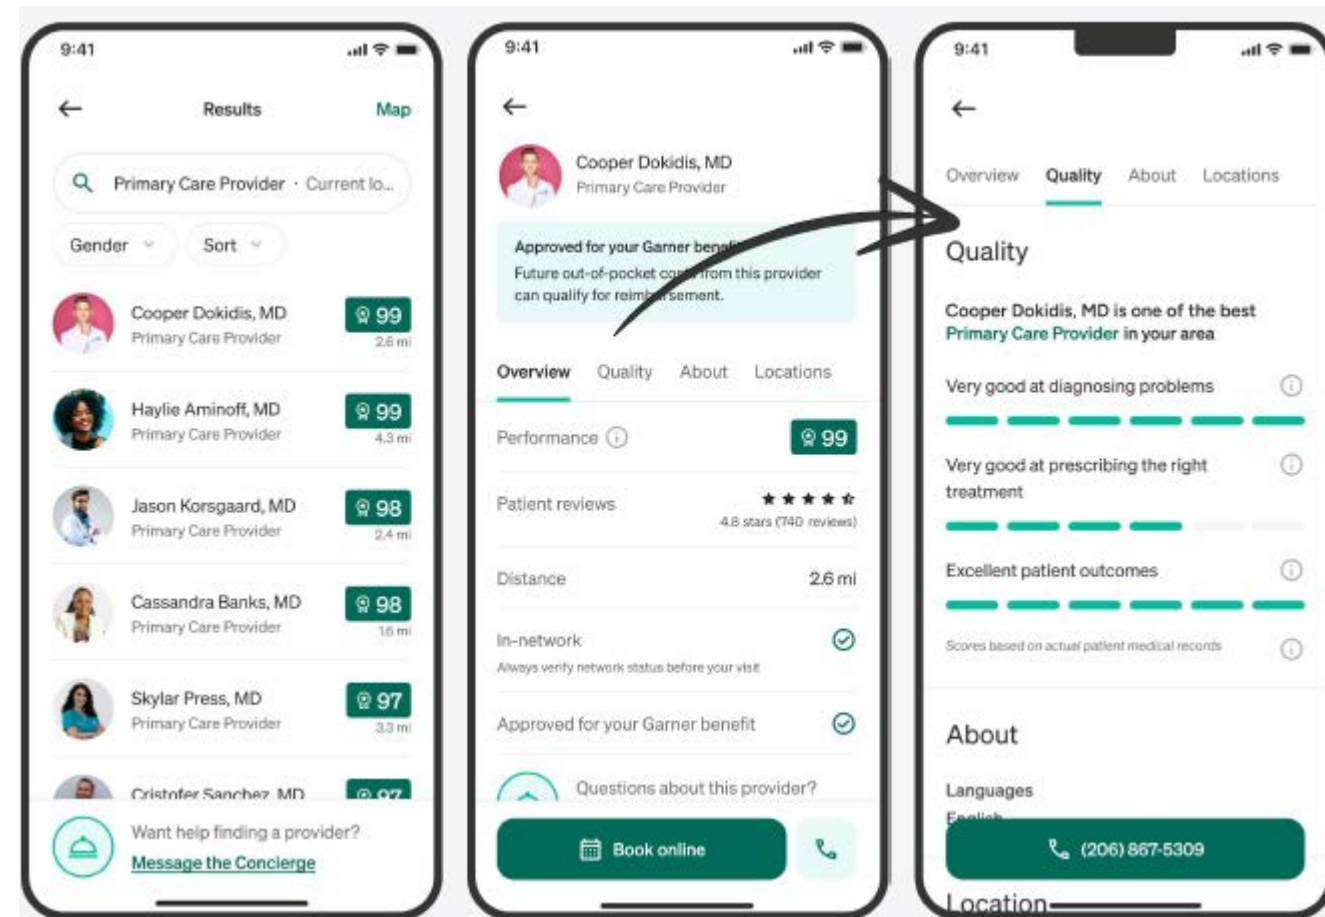 9:41
Results
Map
Primary Care Provider · Current lo...
Gender
Sort
Cooper Dokidis, MD
99
Primary Care Provider
2.6 mi
Haylie Aminoff, MD
99
Primary Care Provider
4.3 mi
Jason Korsgaard, MD
98
Primary Care Provider
2.4 mi
Cassandra Banks, MD
98
Primary Care Provider
1.6 mi
Skylar Press, MD
97
Primary Care Provider
3.3 mi
Cristofer Sanchez, MD
97
Want help finding a provider?
Message the Concierge
9:41
Cooper Dokidis, MD
Primary Care Provider
Approved for your Garner benefit
Future out-of-pocket costs from this provider
can qualify for reimbursement.
Overview Quality About Locations
Performance
99
Patient reviews
4.8 stars (740 reviews)
Distance
2.6 mi
In-network
Always verify network status before your visit
Approved for your Garner benefit
Questions about this provider?
Book online
9:41
Overview Quality About Locations
Quality
Cooper Dokidis, MD is one of the best
Primary Care Provider in your area
Very good at diagnosing problems
Very good at prescribing the right
treatment
Excellent patient outcomes
Scores based on actual patient medical records
About
Languages
English
(206) 867-5309
Location